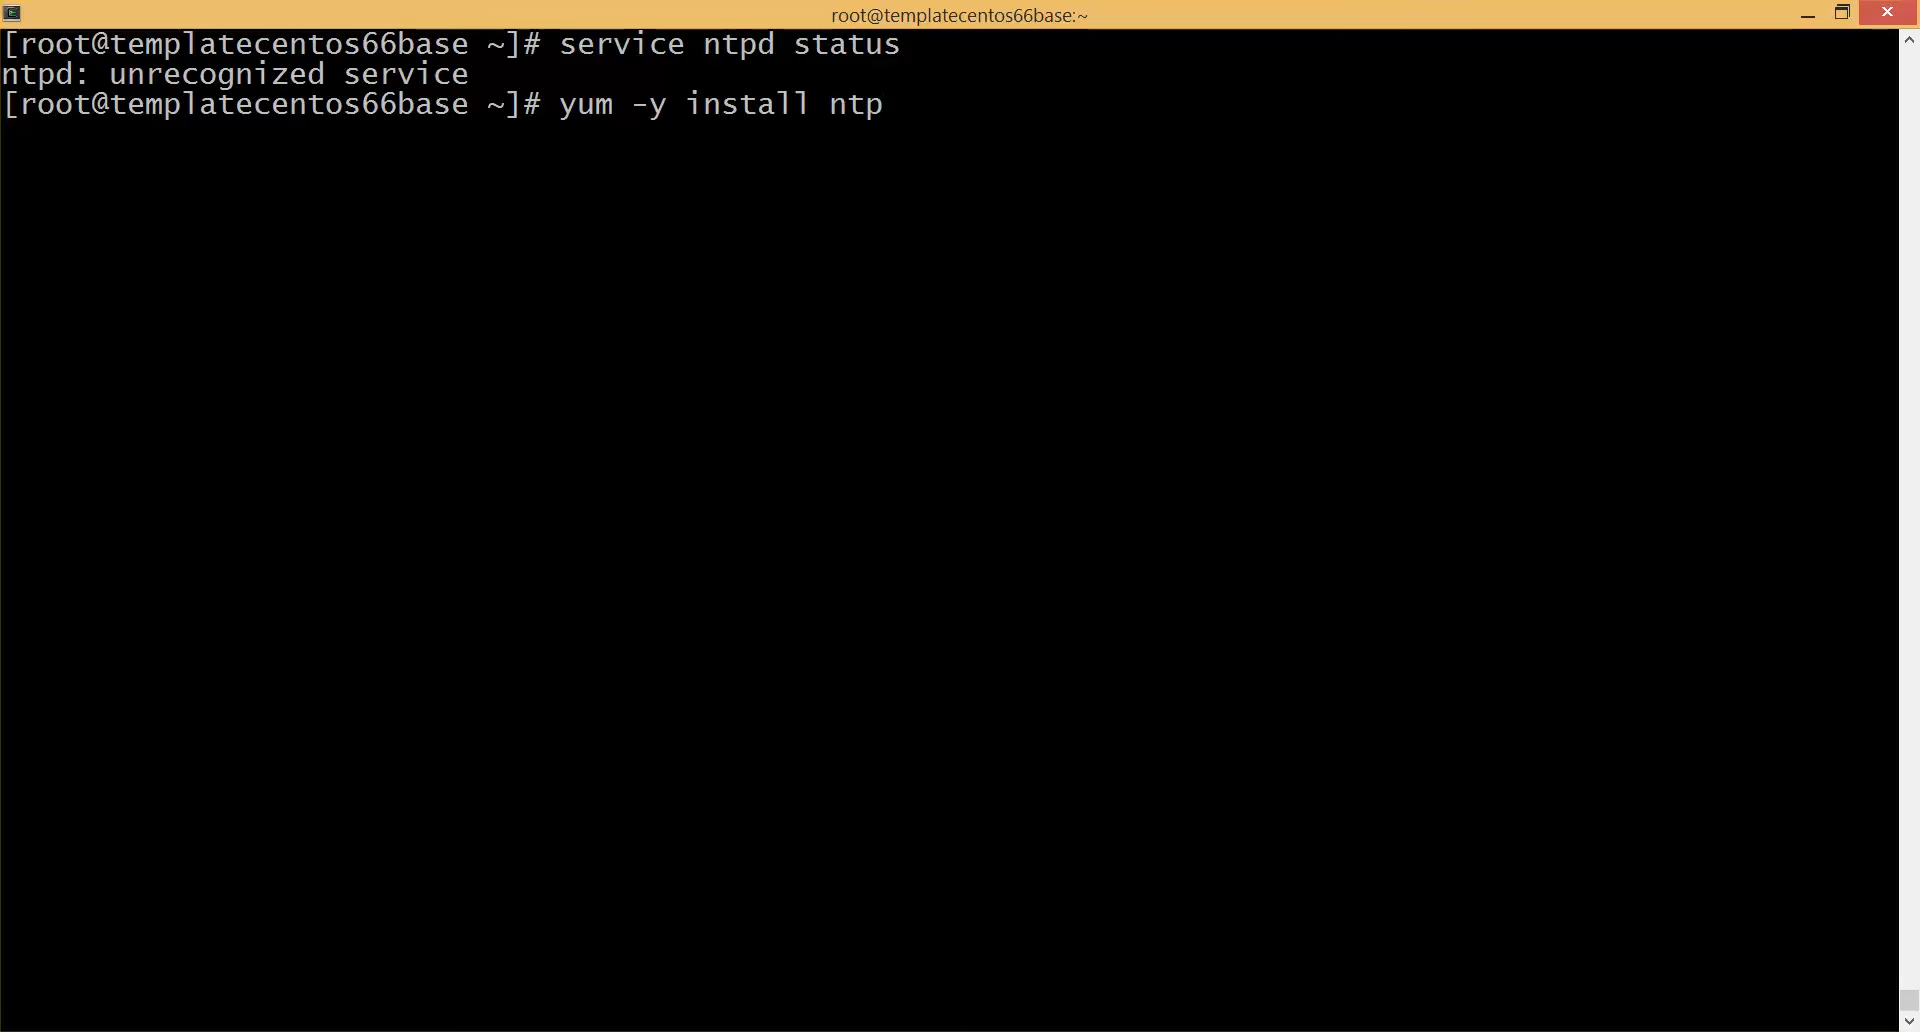 root@templatecentos66base:~
[root@templatecentos66base ~]# service ntpd status
ntpd: unrecognized service
[root@templatecentos66base ~]# yum -y install ntp